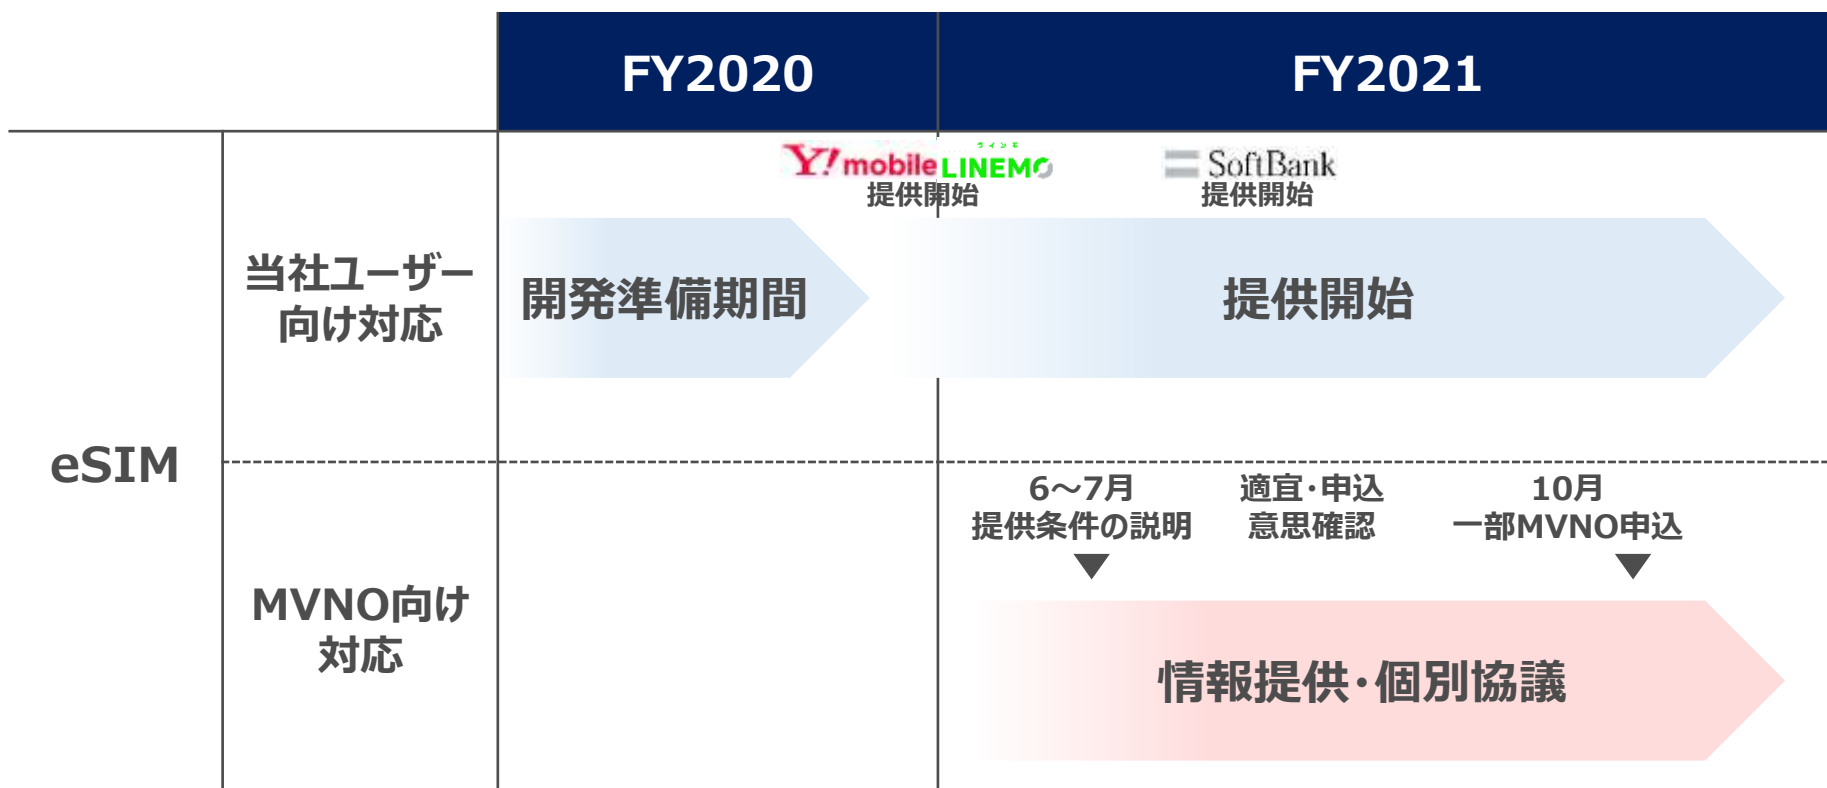 FY2020
FY2021
Y!mobile
ラインモ
LINEMO
提供開始
SoftBank
提供開始
eSIM
当社ユーザー
向け対応
開発準備期間
提供開始
MVNO向け
対応
6～7月
提供条件の説明
適宜・申込
意思確認
10月
一部MVNO申込
情報提供・個別協議